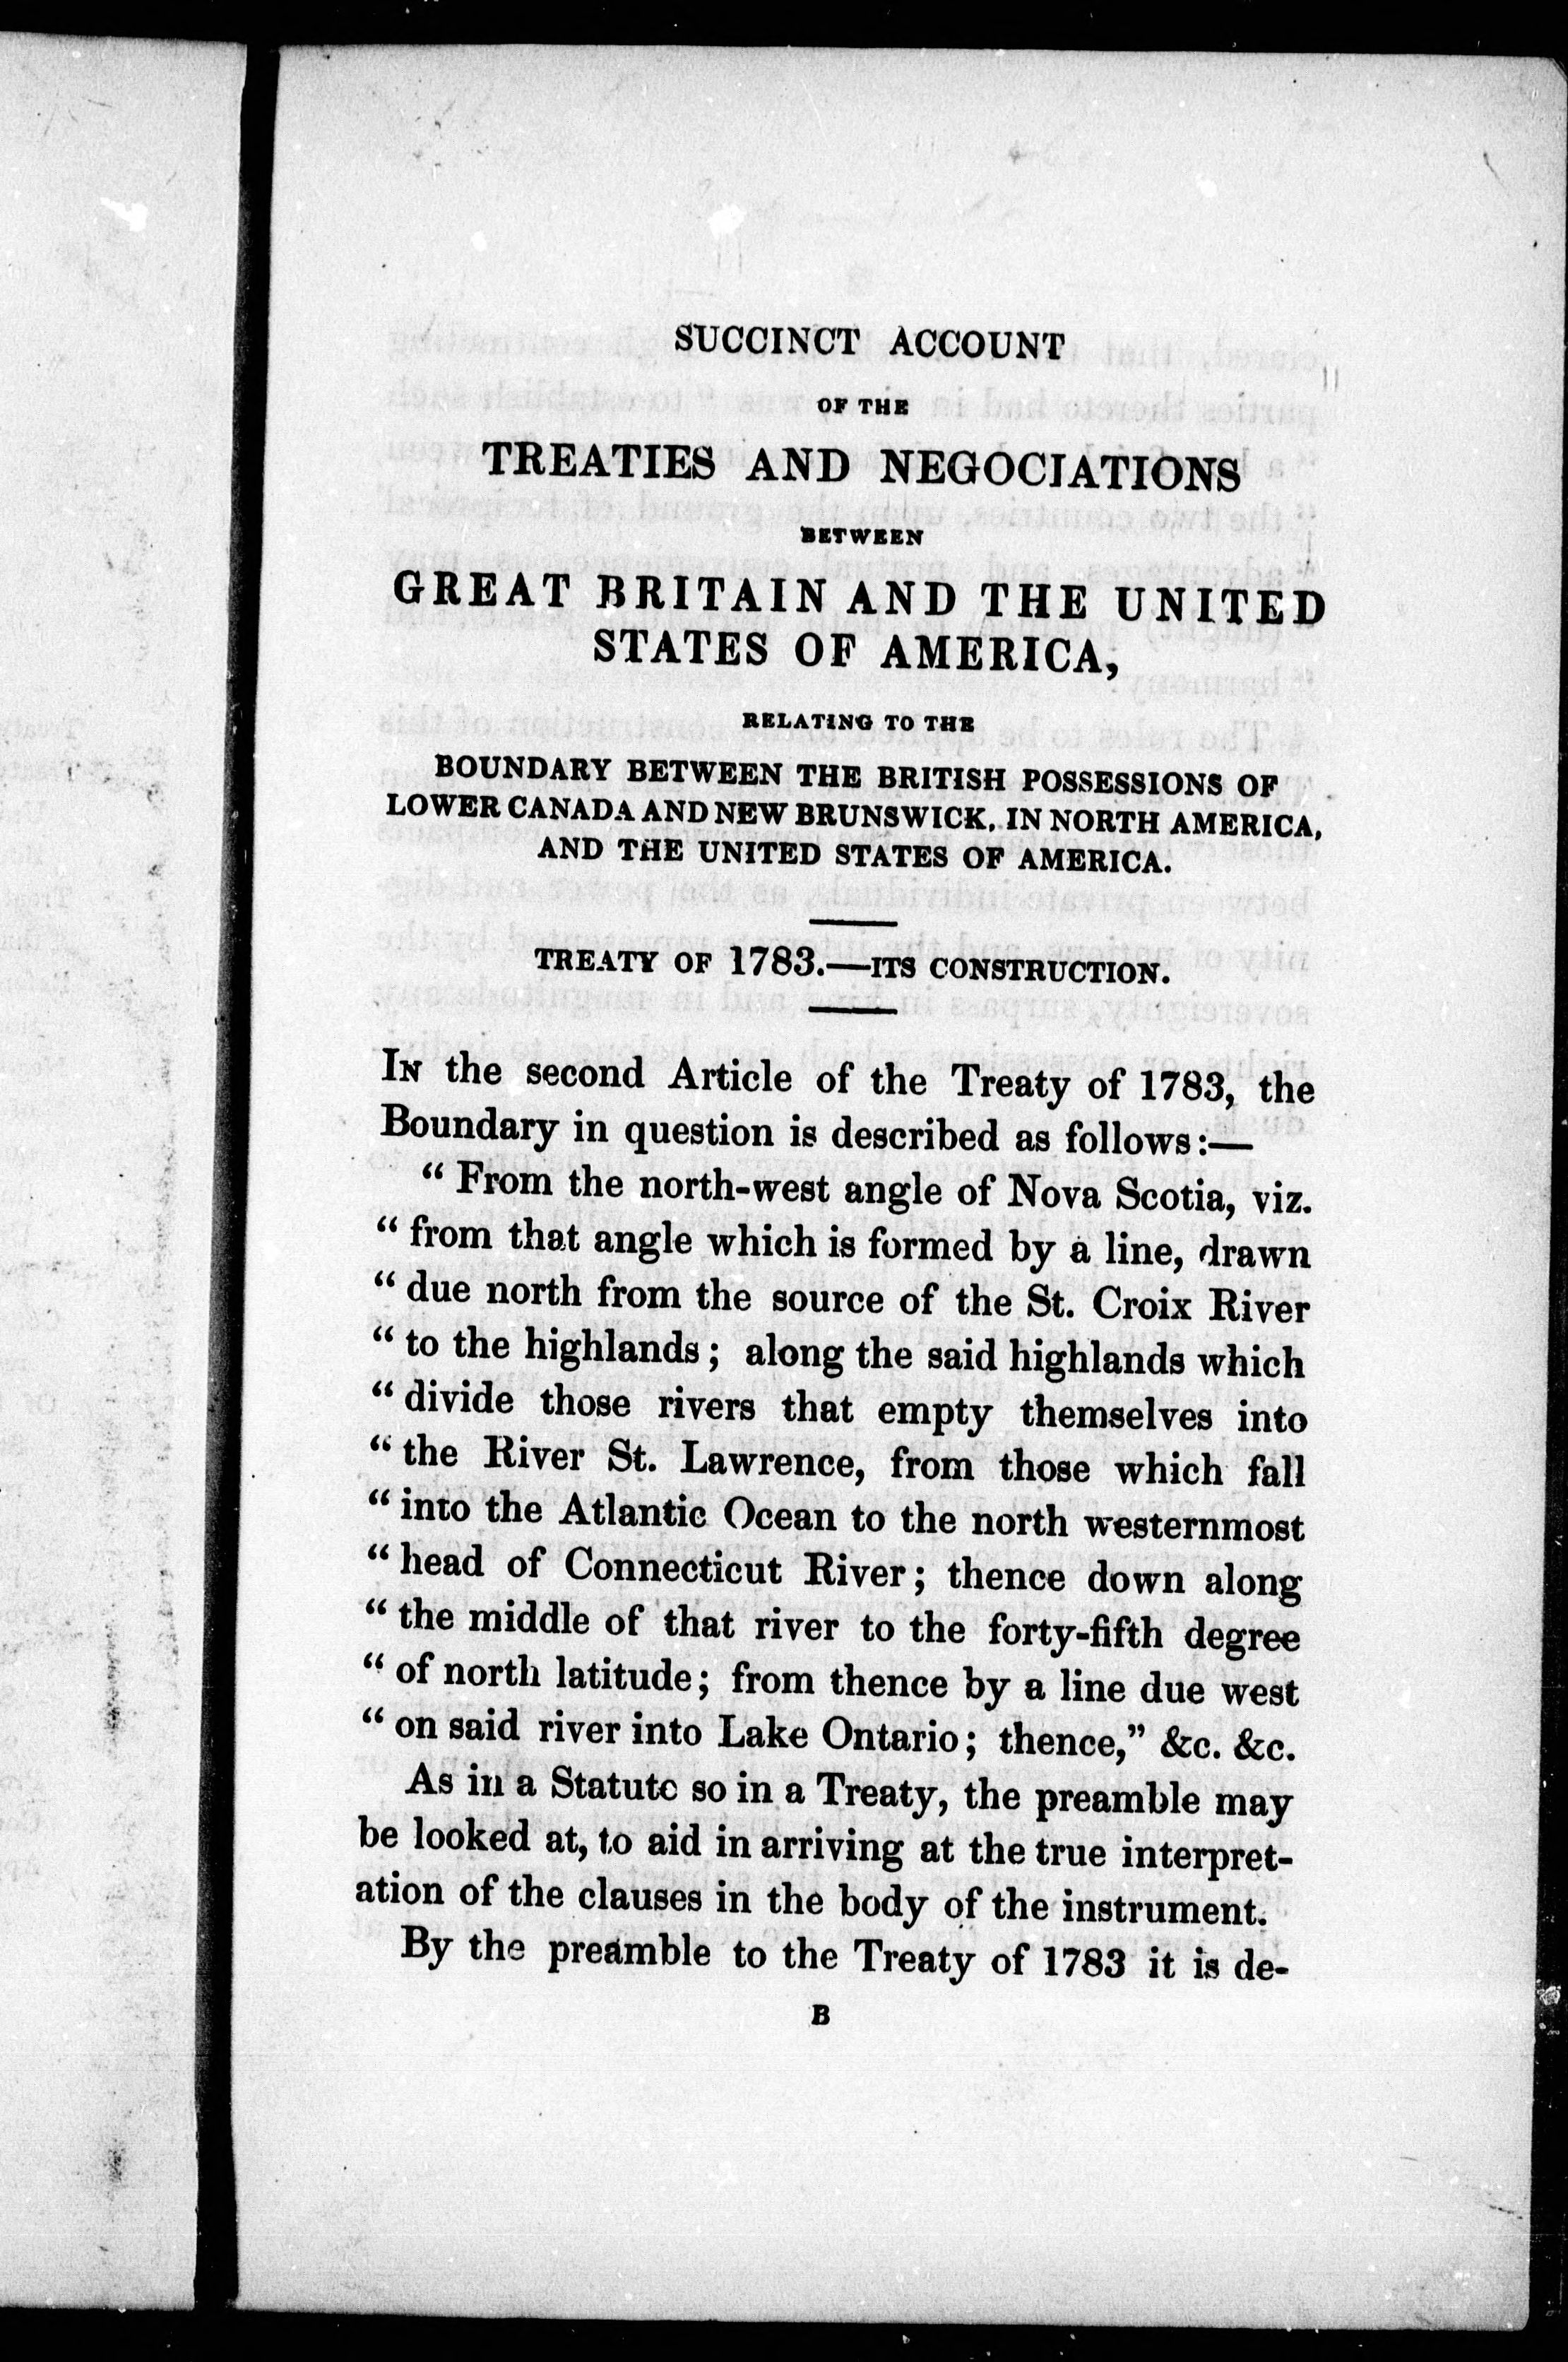 SUCCINCT ACCOUNT
OF THE
TREATIES AND NEGOCIATIONS
BETWEEN
GREAT BRITAIN AND THE UNITED
STATES OF AMERICA,
RELATING TO THE
BOUNDARY BETWEEN THE BRITISH POSSESSIONS OF
LOWER CANADA AND NEW BRUNSWICK, IN NORTH AMERICA,
AND THE UNITED STATES OF AMERICA.
TREATY OF 1783.—ITS CONSTRUCTION.
IN the second Article of the Treaty of 1783, the
Boundary in question is described as follows:—
“ From the north-west angle of Nova Scotia, viz.
“ from that angle which is formed by a line, drawn
“ due north from the source of the St. Croix River
“ to the highlands; along the said highlands which
“ divide those rivers that empty themselves into
“ the River St. Lawrence, from those which fall
“ into the Atlantic Ocean to the north westernmost
“ head of Connecticut River; thence down along
“ the middle of that river to the forty-fifth degree
“ of north latitude; from thence by a line due west
“ on said river into Lake Ontario; thence,” &c. &c.
As in a Statute so in a Treaty, the preamble may
be looked at, to aid in arriving at the true interpret-
ation of the clauses in the body of the instrument.
By the preamble to the Treaty of 1783 it is de-
B